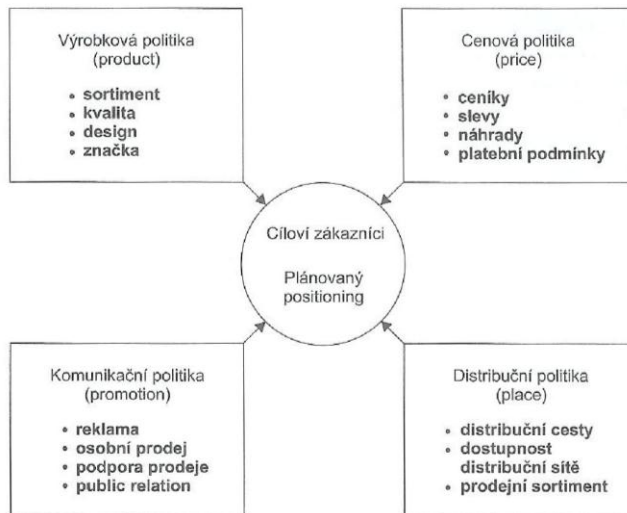 Výrobková politika
(product)
• sortiment
• kvalita
• design
• značka
Cenová politika
(price)
• ceníky
• slevy
• náhrady
• platební podmínky
Cíloví zákazníci
Plánovaný
positioning
Komunikační politika
(promotion)
• reklama
• osobní prodej
• podpora prodeje
• public relation
Distribuční politika
(place)
• distribuční cesty
• dostupnost
distribuční sítě
• prodejní sortiment